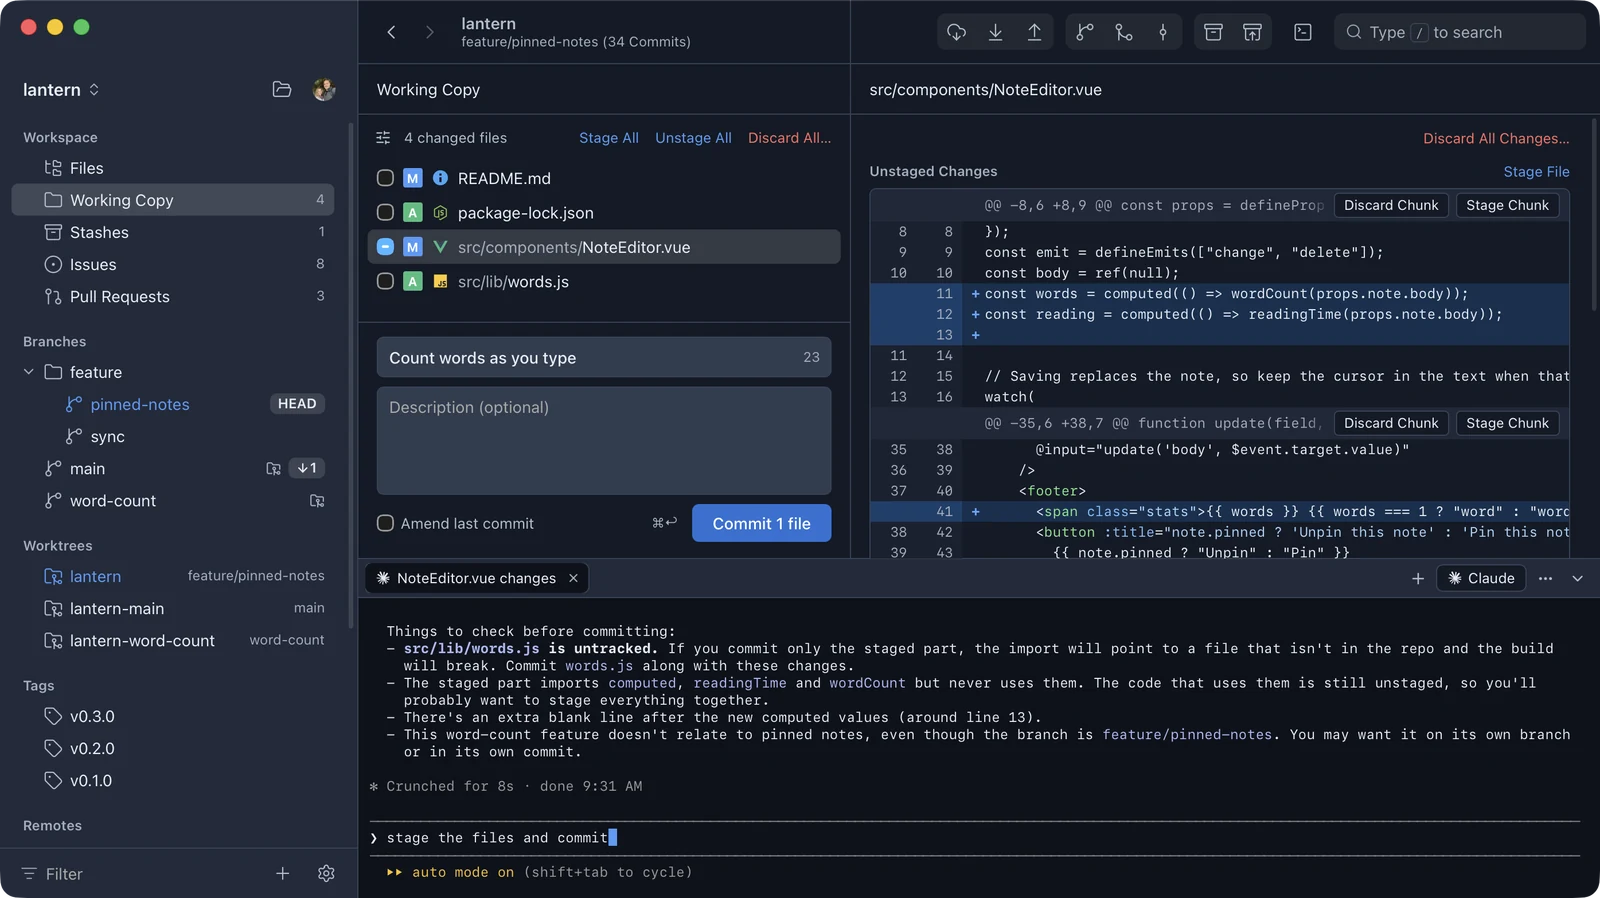 lantern
Workspace
Files
Working Copy 4
Stashes 1
Issues 8
Pull Requests 3
Branches
feature
pinned-notes HEAD
sync
main ↓1
word-count
Worktrees
lantern feature/pinned-notes
lantern-main main
lantern-word-count word-count
Tags
v0.3.0
v0.2.0
v0.1.0
Remotes
Filter
lantern
feature/pinned-notes (34 Commits)
Type / to search
Working Copy
4 changed files Stage All Unstage All Discard All...
M README.md
A package-lock.json
M src/components/NoteEditor.vue
A JS src/lib/words.js
Count words as you type 23
Description (optional)
Amend last commit ⌘↩ Commit 1 file
src/components/NoteEditor.vue
Discard All Changes...
Unstaged Changes Stage File
@@ -8,6 +8,9 @@ const props = defineProp Discard Chunk Stage Chunk
8 8 });
9 9 const emit = defineEmits(["change", "delete"]);
10 10 const body = ref(null);
11 +const words = computed(() => wordCount(props.note.body));
12 +const reading = computed(() => readingTime(props.note.body));
13 +
11 14
12 15 // Saving replaces the note, so keep the cursor in the text when that
13 16 watch(
@@ -35,6 +38,7 @@ function update(field, Discard Chunk Stage Chunk
35 38 @input="update('body', $event.target.value)"
36 39 />
37 40 <footer>
41 + <span class="stats">{{ words }} {{ words === 1 ? "word" : "word
38 42 <button :title="note.pinned ? 'Unpin this note' : 'Pin this not
39 43 {{ note.pinned ? "Unpin" : "Pin" }}
NoteEditor.vue changes × + Claude ···
Things to check before committing:
- src/lib/words.js is untracked. If you commit only the staged part, the import will point to a file that isn't in the repo and the build
will break. Commit words.js along with these changes.
- The staged part imports computed, readingTime and wordCount but never uses them. The code that uses them is still unstaged, so you'll
probably want to stage everything together.
- There's an extra blank line after the new computed values (around line 13).
- This word-count feature doesn't relate to pinned notes, even though the branch is feature/pinned-notes. You may want it on its own branch
or in its own commit.
✻ Crunched for 8s · done 9:31 AM
❯ stage the files and commit
⏵⏵ auto mode on (shift+tab to cycle)